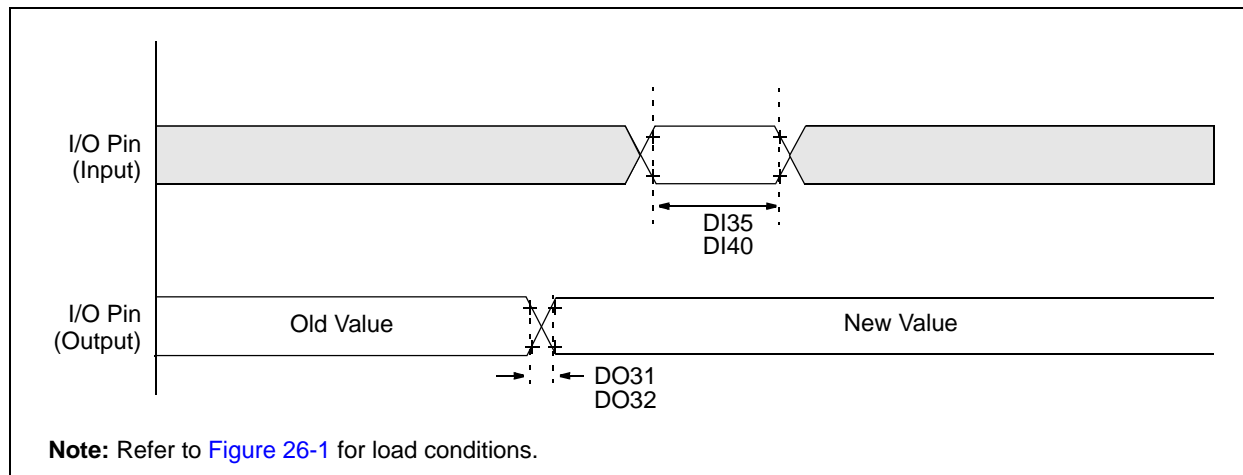 I/O Pin
(Input)
DI35
DI40
I/O Pin
(Output)
Old Value
New Value
DO31
DO32
Note: Refer to Figure 26-1 for load conditions.